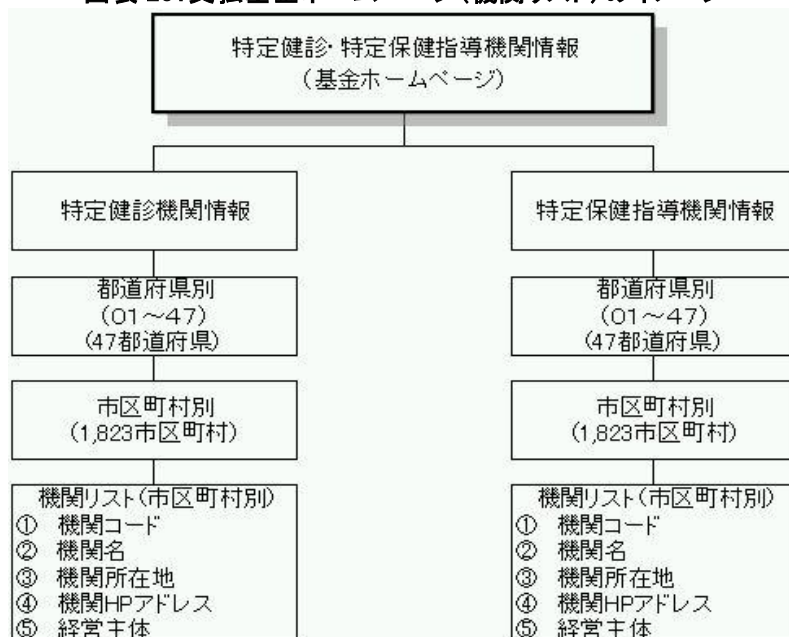 特定健診・特定保健指導機関情報
(基金ホームページ)
特定健診機関情報
特定保健指導機関情報
都道府県別
(01～47)
(47都道府県)
都道府県別
(01～47)
(47都道府県)
市区町村別
(1,823市区町村)
市区町村別
(1,823市区町村)
機関リスト(市区町村別)
① 機関コード
② 機関名
③ 機関所在地
④ 機関HPアドレス
⑤ 経営主体
機関リスト(市区町村別)
① 機関コード
② 機関名
③ 機関所在地
④ 機関HPアドレス
⑤ 経営主体